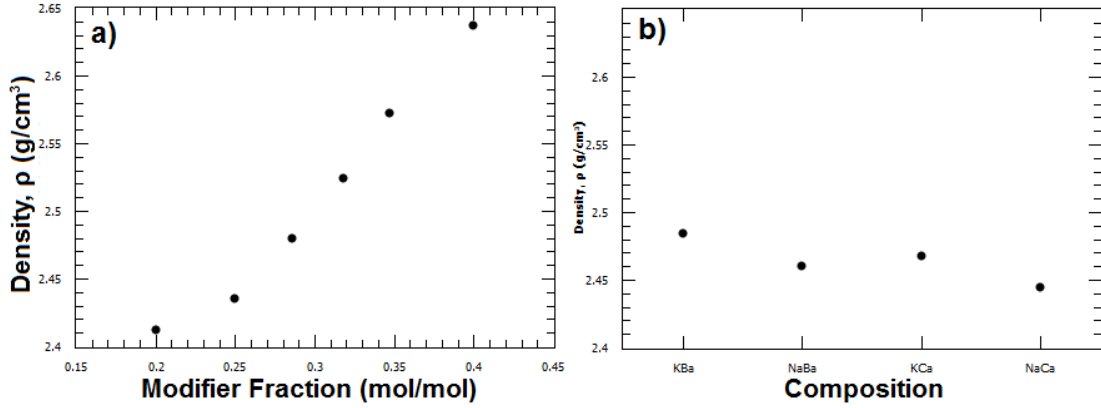 a)
Density, ρ (g/cm³)
2.65
2.6
2.55
2.5
2.45
2.4
0.15 0.2 0.25 0.3 0.35 0.4 0.45
Modifier Fraction (mol/mol)
b)
Density, ρ (g/cm³)
2.6
2.55
2.5
2.45
2.4
KBa NaBa KCa NaCa
Composition